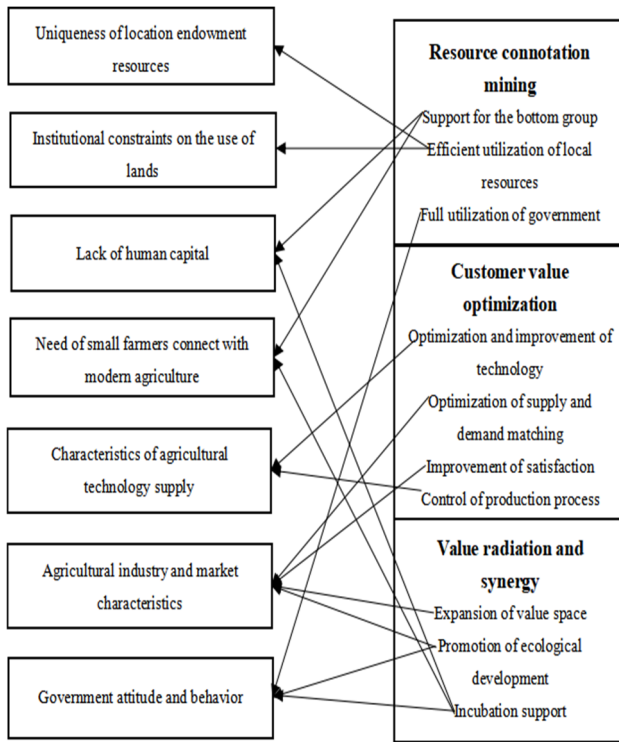 Uniqueness of location endowment
resources
Institutional constraints on the use of
lands
Lack of human capital
Need of small farmers connect with
modern agriculture
Characteristics of agricultural
technology supply
Agricultural industry and market
characteristics
Government attitude and behavior
Resource connotation
mining
Support for the bottom group
Efficient utilization of local
resources
Full utilization of government
Customer value
optimization
Optimization and improvement of
technology
Optimization of supply and
demand matching
Improvement of satisfaction
Control of production process
Value radiation and
synergy
Expansion of value space
Promotion of ecological
development
Incubation support